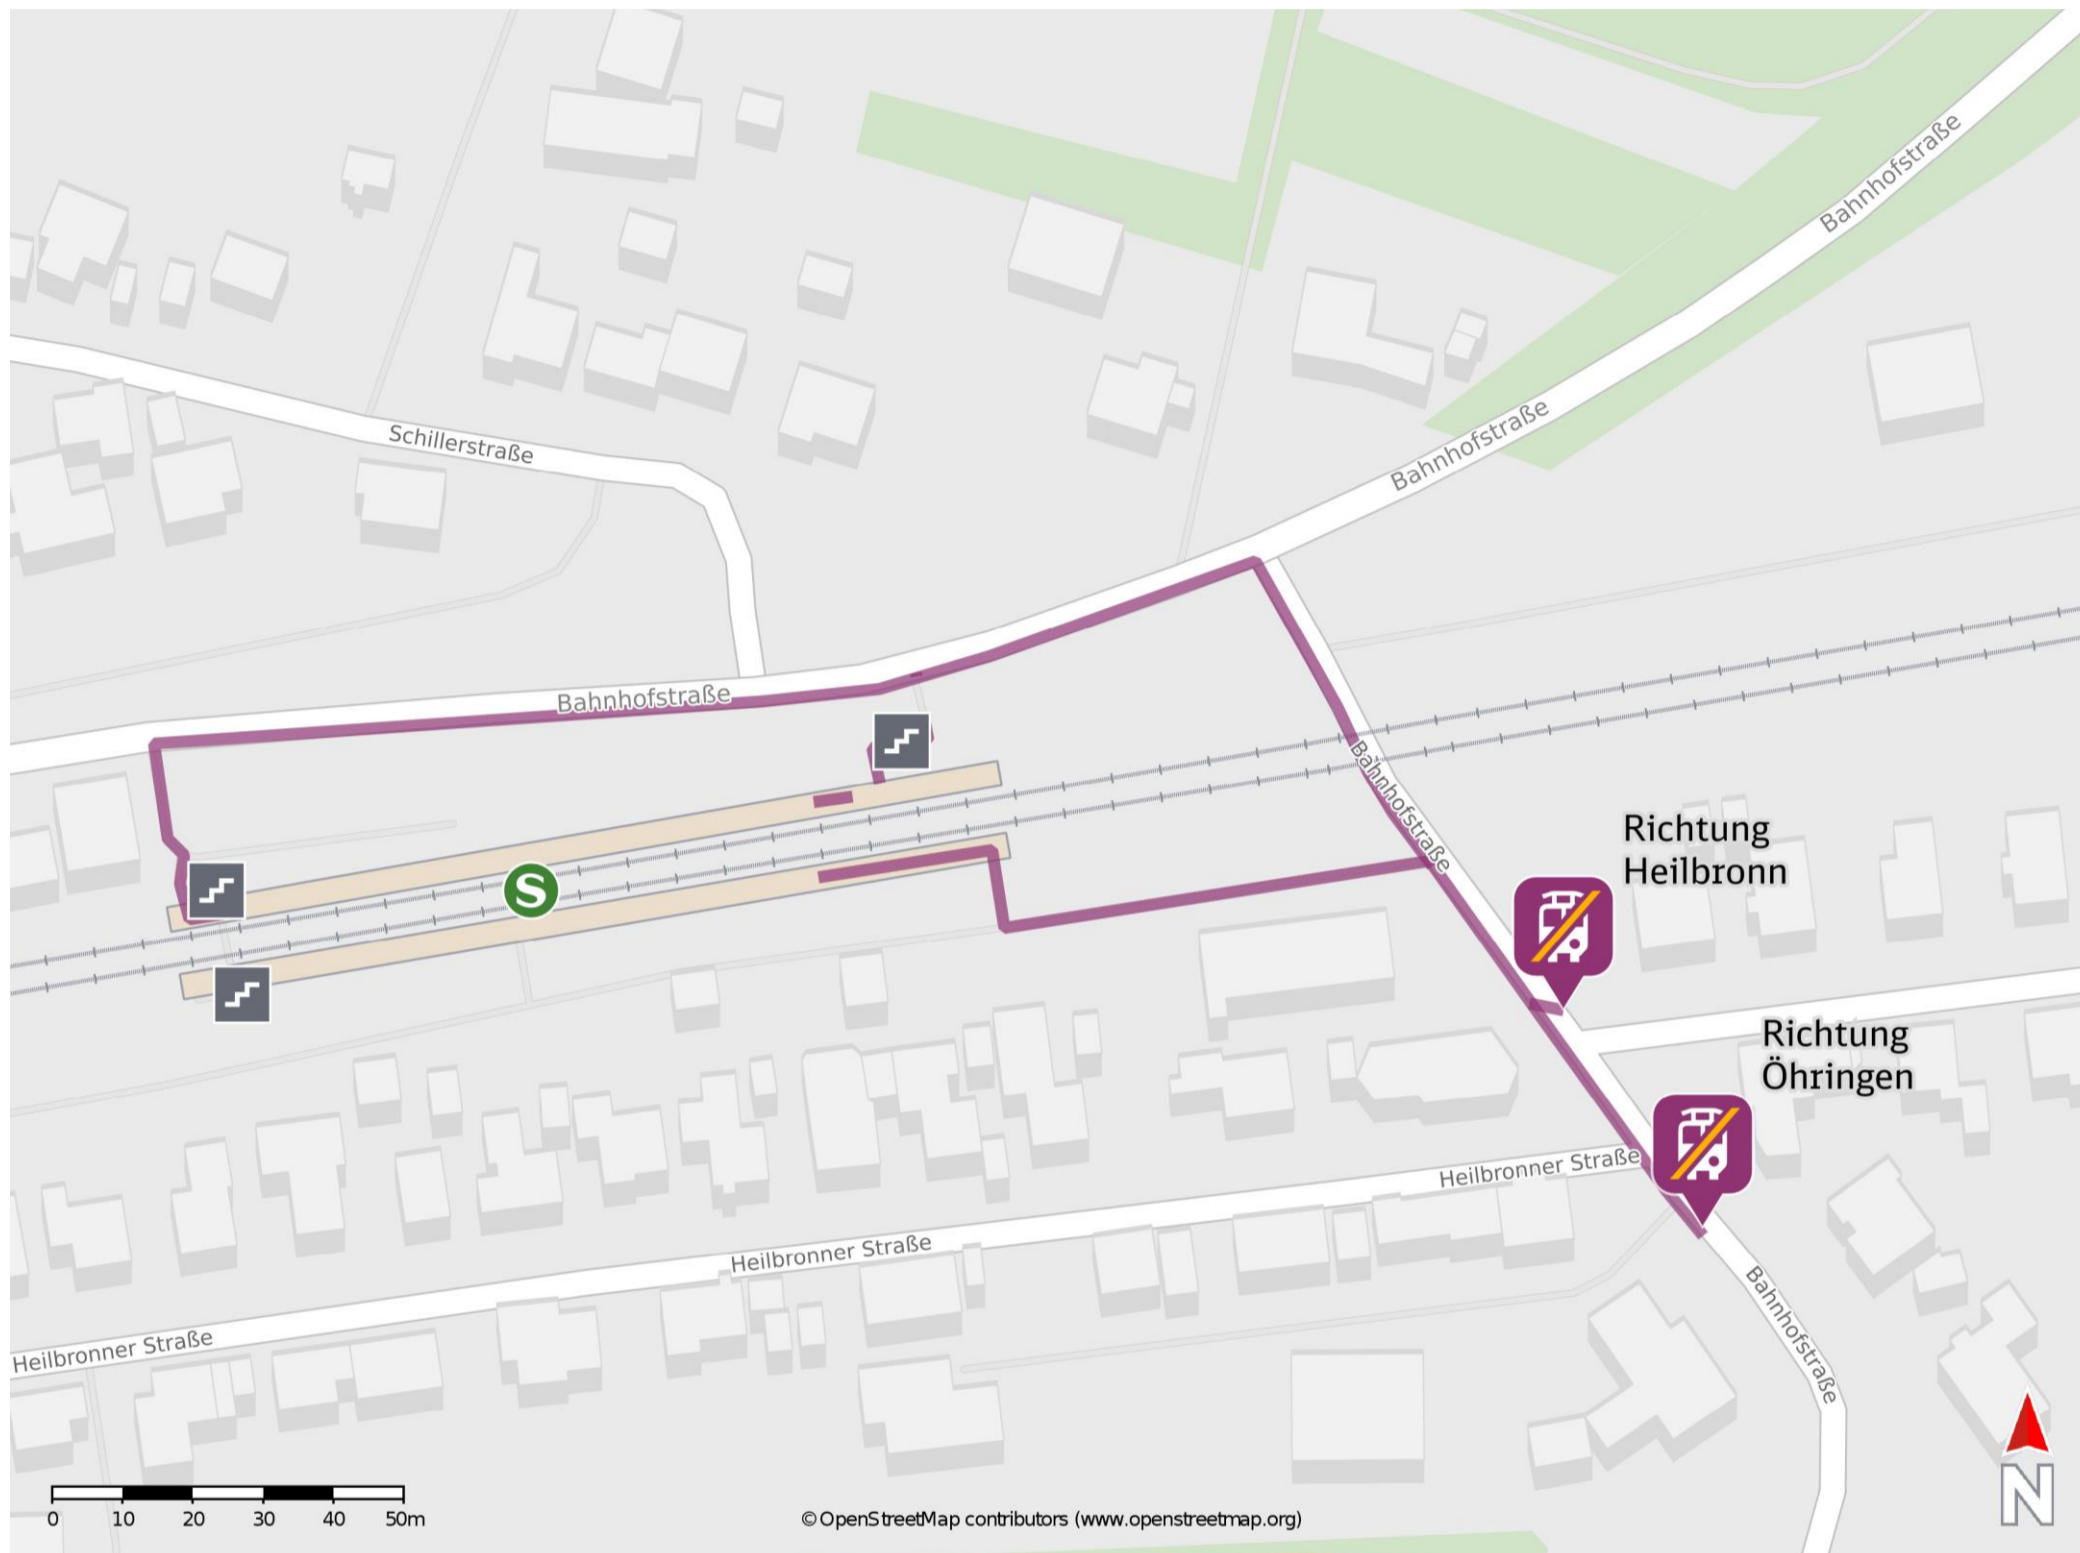 Bahnhofstraße
Bahnhofstraße
Schillerstraße
Bahnhofstraße
Bahnhofstraße
Richtung
Heilbronn
S
Richtung
Öhringen
Heilbronner Straße
Heilbronner Straße
Bahnhofstraße
Heilbronner Straße
N
0 10 20 30 40 50m
© OpenStreetMap contributors (www.openstreetmap.org)